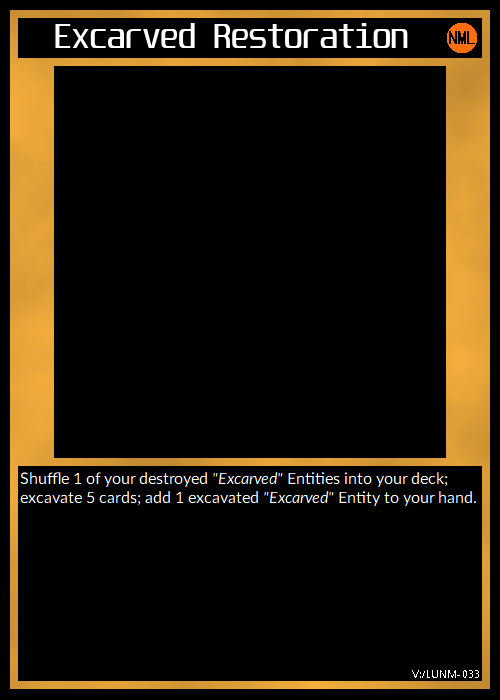 Excarved Restoration
NML
Shuffle 1 of your destroyed "Excarved" Entities into your deck;
excavate 5 cards; add 1 excavated "Excarved" Entity to your hand.
V:/LUNM-033